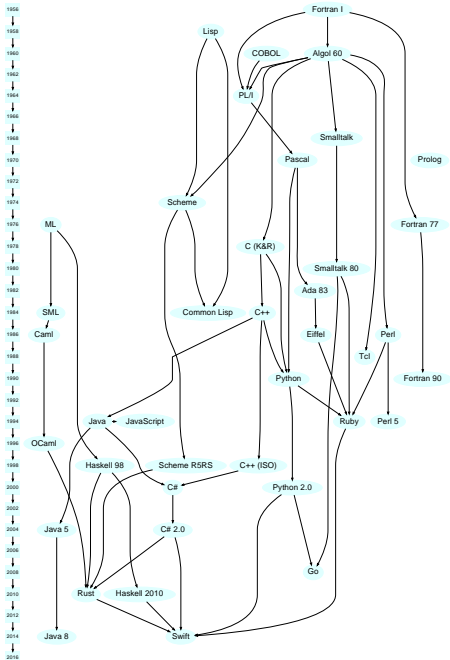 1956
Fortran I
1958
Lisp
1960
COBOL
Algol 60
1962
1964
PL/I
1966
1968
Smalltalk
1970
Pascal
Prolog
1972
1974
Scheme
1976
ML
Fortran 77
1978
C (K&R)
1980
Smalltalk 80
1982
Ada 83
1984
SML
Common Lisp
C++
1986
Caml
Eiffel
Perl
1988
Tcl
1990
Python
Fortran 90
1992
1994
Java
JavaScript
Ruby
Perl 5
1996
OCaml
1998
Haskell 98
Scheme R5RS
C++ (ISO)
2000
C#
Python 2.0
2002
2004
Java 5
C# 2.0
2006
2008
Go
2010
Rust
Haskell 2010
2012
2014
Java 8
Swift
2016